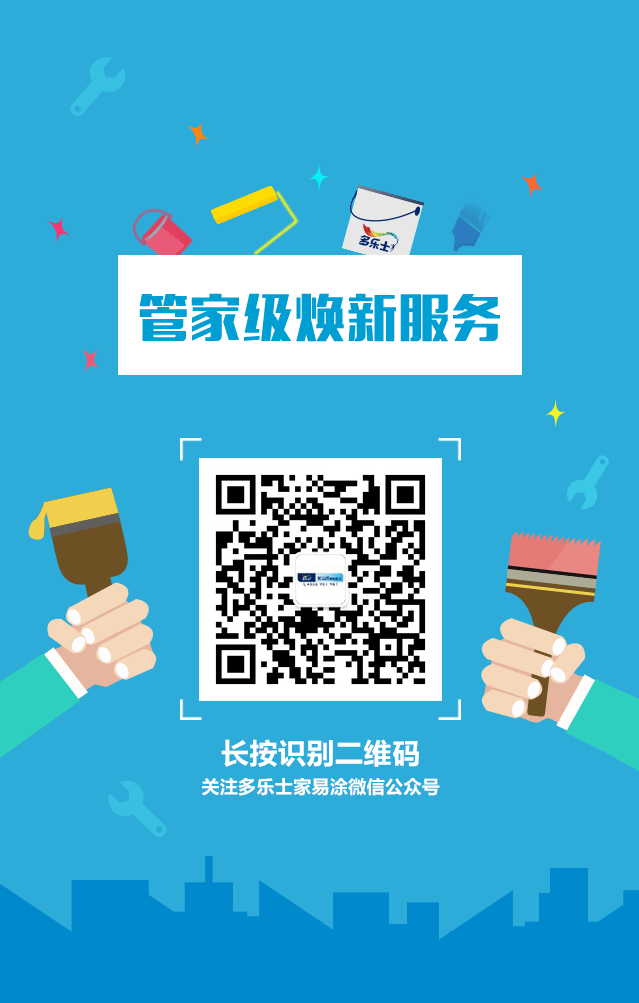 多乐士
管家级焕新服务
长按识别二维码
关注多乐士家易涂微信公众号